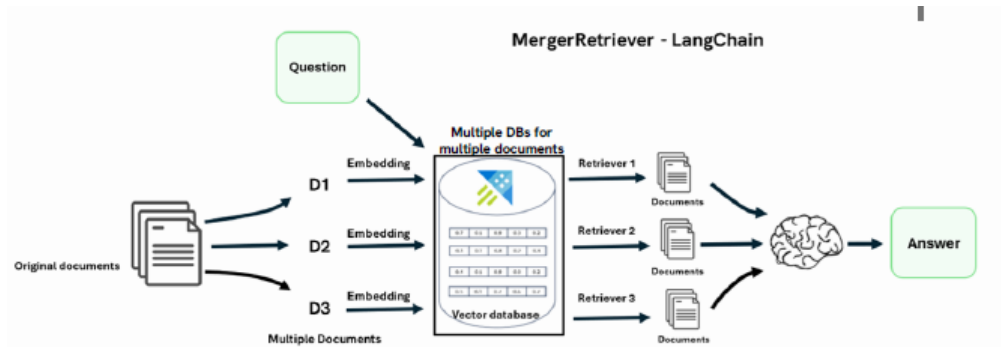 MergerRetriever - LangChain
Question
Multiple DBs for
multiple documents
Original documents
D1
D2
D3
Multiple Documents
Embedding
Embedding
Embedding
Vector database
Retriever 1
Documents
Retriever 2
Documents
Retriever 3
Documents
Answer